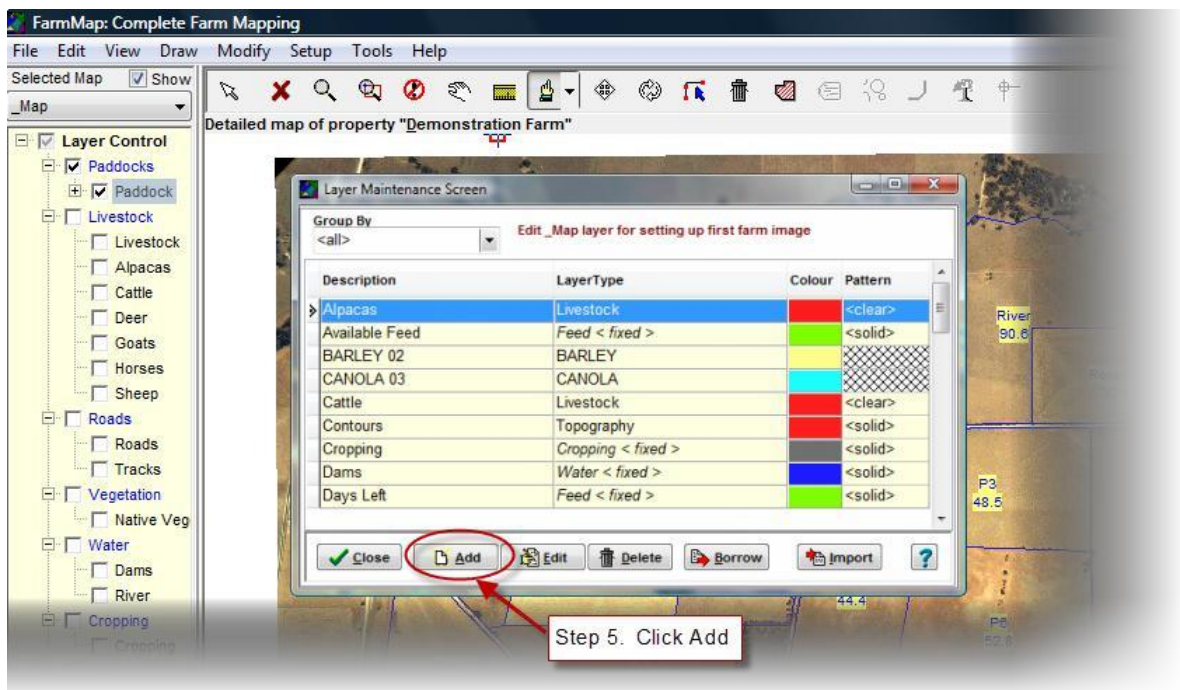 FarmMap: Complete Farm Mapping
File Edit View Draw Modify Setup Tools Help
Selected Map Show
_Map
Detailed map of property "Demonstration Farm"
Layer Control
Paddocks
Paddock
Livestock
Livestock
Alpacas
Cattle
Deer
Goats
Horses
Sheep
Roads
Roads
Tracks
Vegetation
Native Veg
Water
Dams
River
Cropping
Cropping
Layer Maintenance Screen
Group By
<all>
Edit _Map layer for setting up first farm image
Description LayerType Colour Pattern
Alpacas Livestock <clear>
Available Feed Feed < fixed > <solid>
BARLEY 02 BARLEY
CANOLA 03 CANOLA
Cattle Livestock <clear>
Contours Topography <solid>
Cropping Cropping < fixed > <solid>
Dams Water < fixed > <solid>
Days Left Feed < fixed > <solid>
Close Add Edit Delete Borrow Import ?
River
90.6
P3
48.5
44.4
P6
Step 5. Click Add